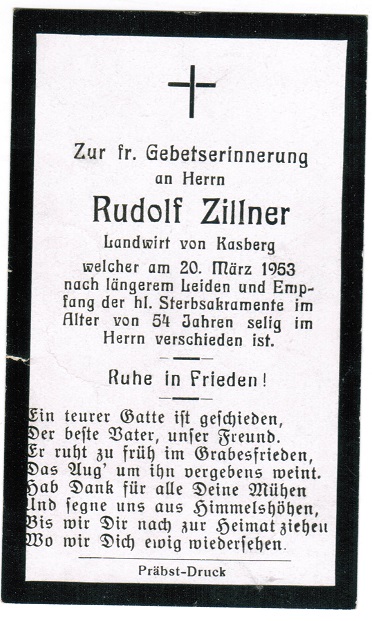 Zur fr. Gebetserinnerung
an Herrn
Rudolf Zillner
Landwirt von Kasberg
welcher am 20. März 1953
nach längerem Leiden und Emp-
fang der hl. Sterbsakramente im
Alter von 54 Jahren selig im
Herrn verschieden ist.
Ruhe in Frieden!
Ein teurer Gatte ist geschieden,
Der beste Vater, unser Freund.
Er ruht zu früh im Grabesfrieden,
Das Aug' um ihn vergebens weint.
Hab Dank für alle Deine Mühen
Und segne uns aus Himmelshöhen,
Bis wir Dir nach zur Heimat ziehen
Wo wir Dich ewig wiedersehen.
Präbst-Druck